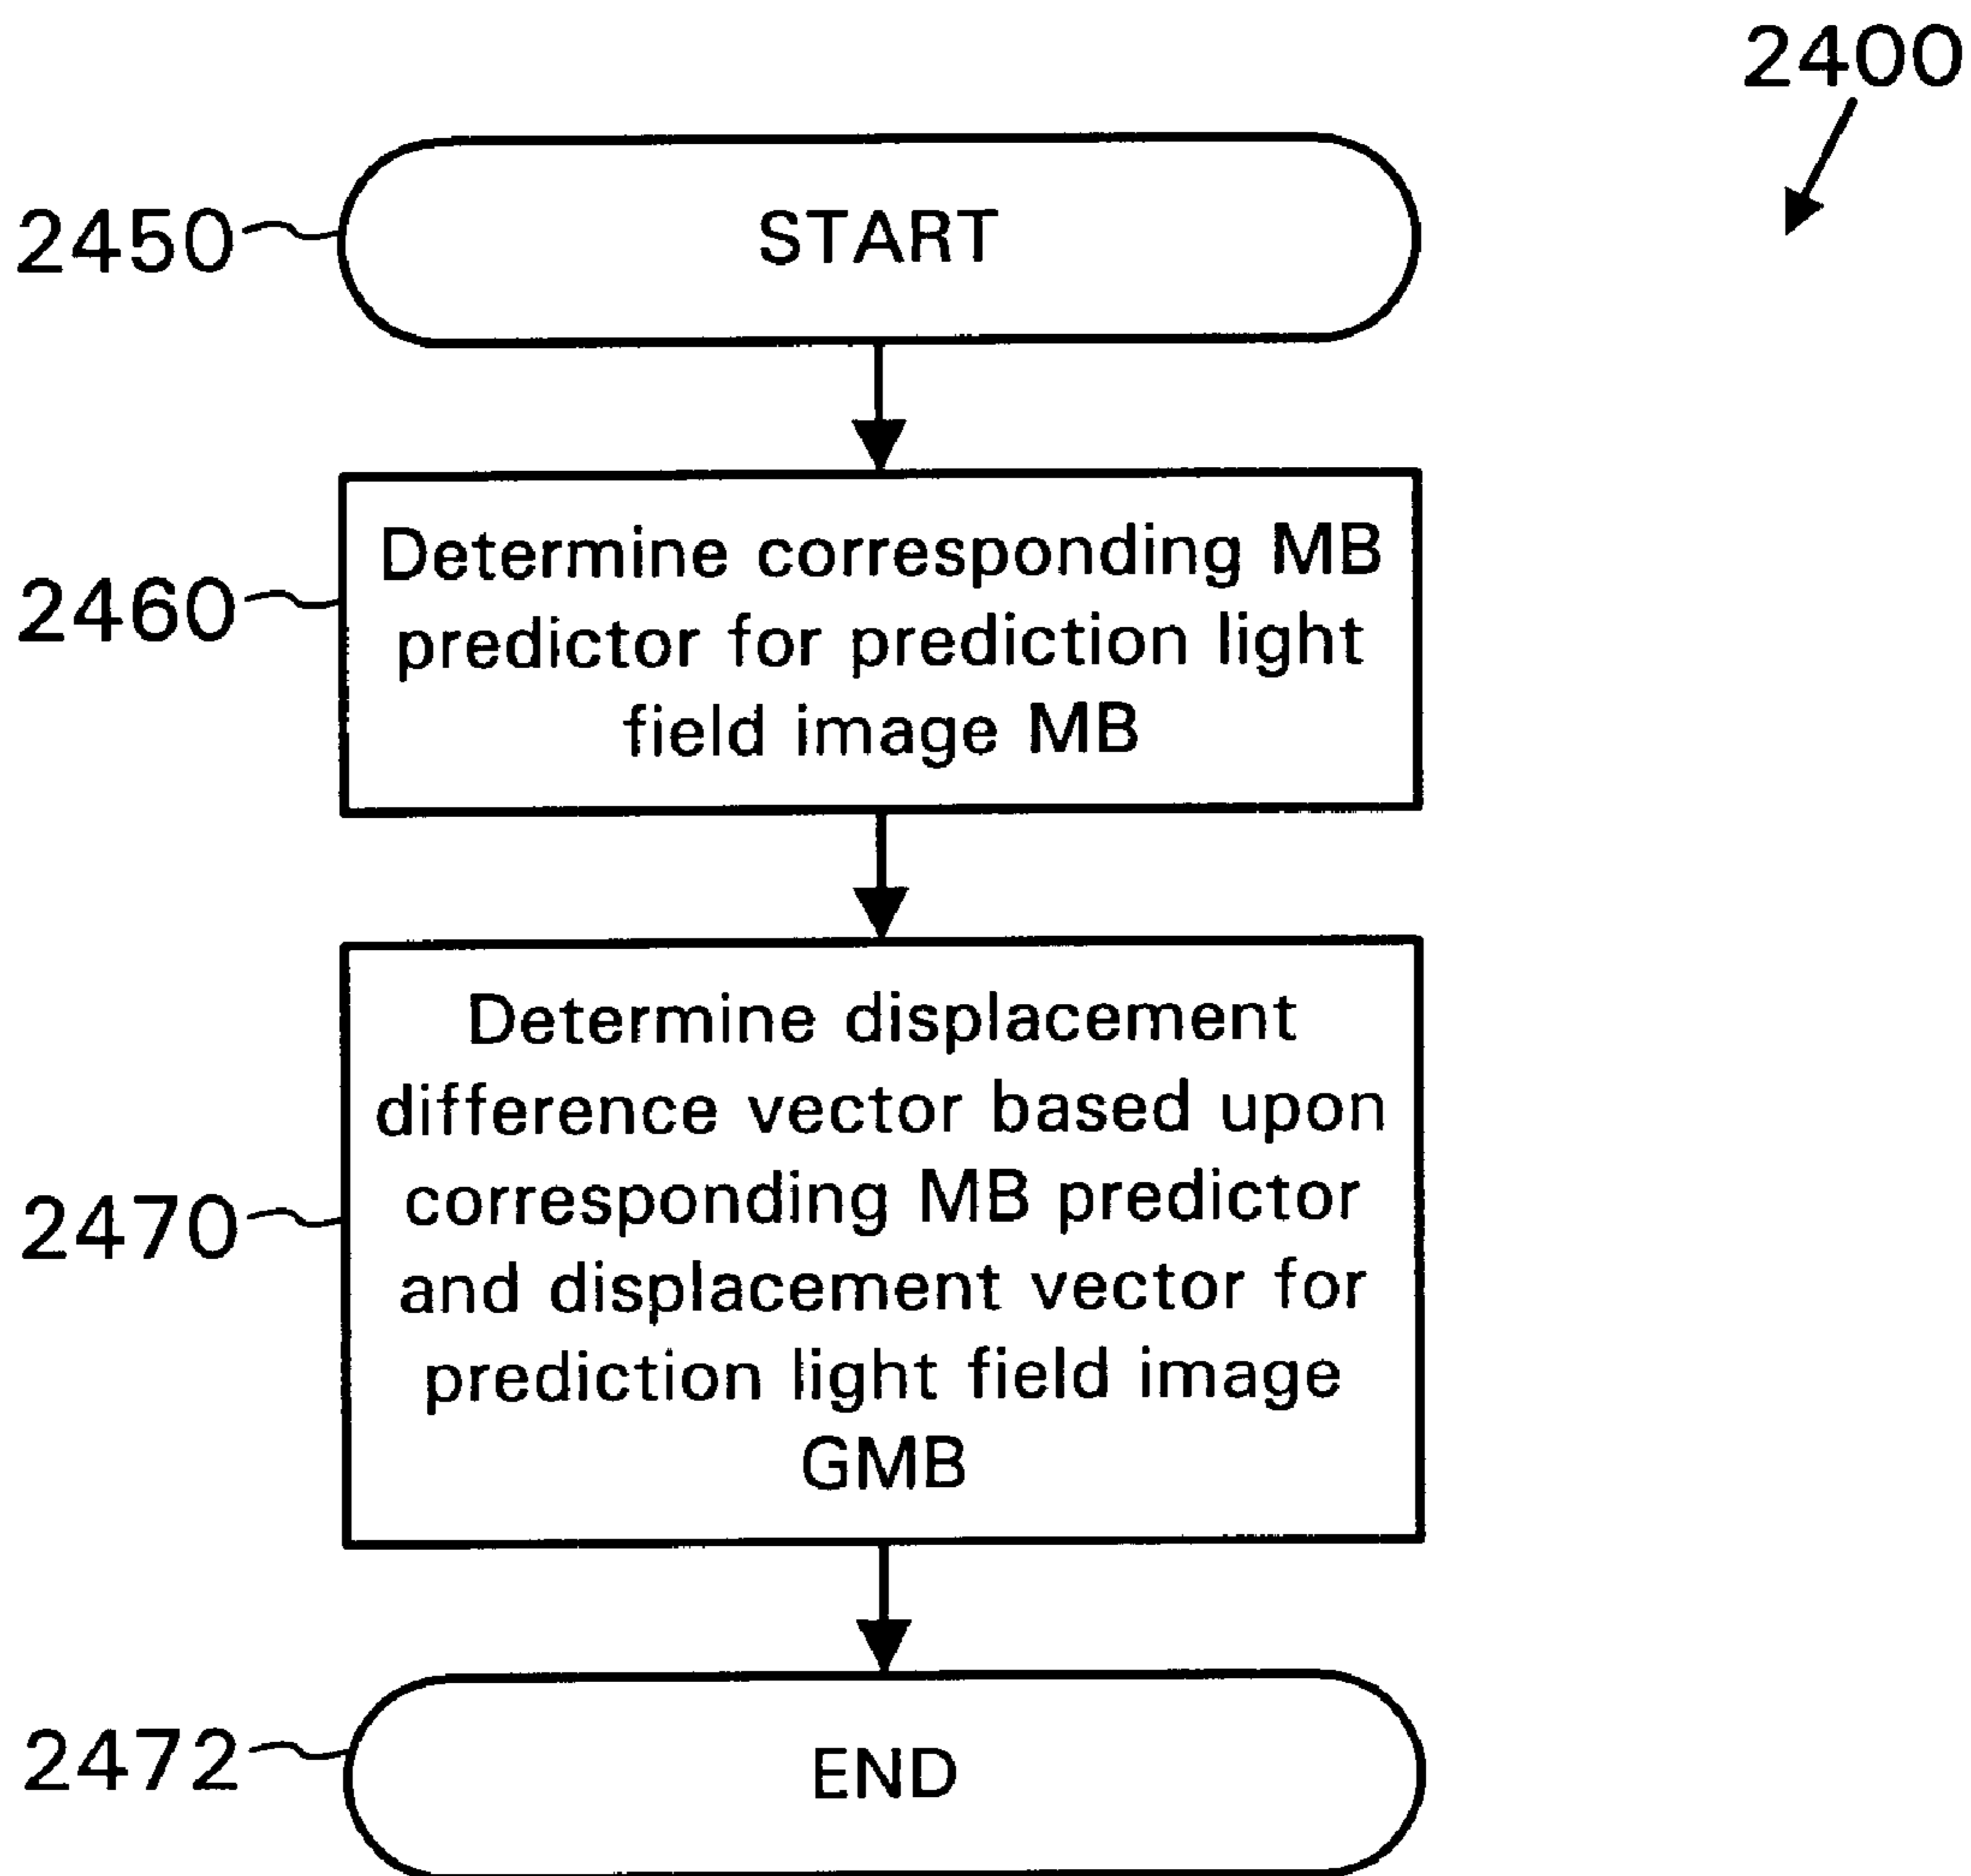 2400
2450
START
2460
Determine corresponding MB
predictor for prediction light
field image MB
2470
Determine displacement
difference vector based upon
corresponding MB predictor
and displacement vector for
prediction light field image
GMB
2472
END